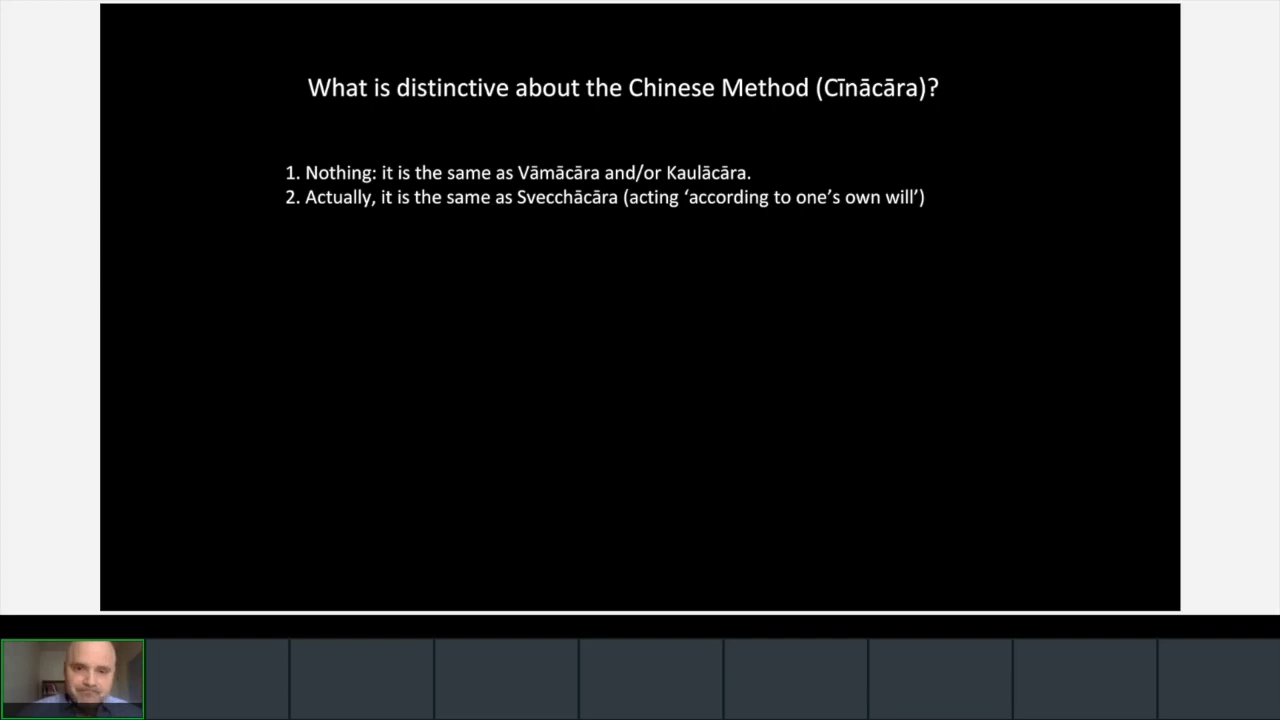 What is distinctive about the Chinese Method (Cīnācāra)?
1. Nothing: it is the same as Vāmācāra and/or Kaulācāra.
2. Actually, it is the same as Svecchācāra (acting ‘according to one’s own will’)